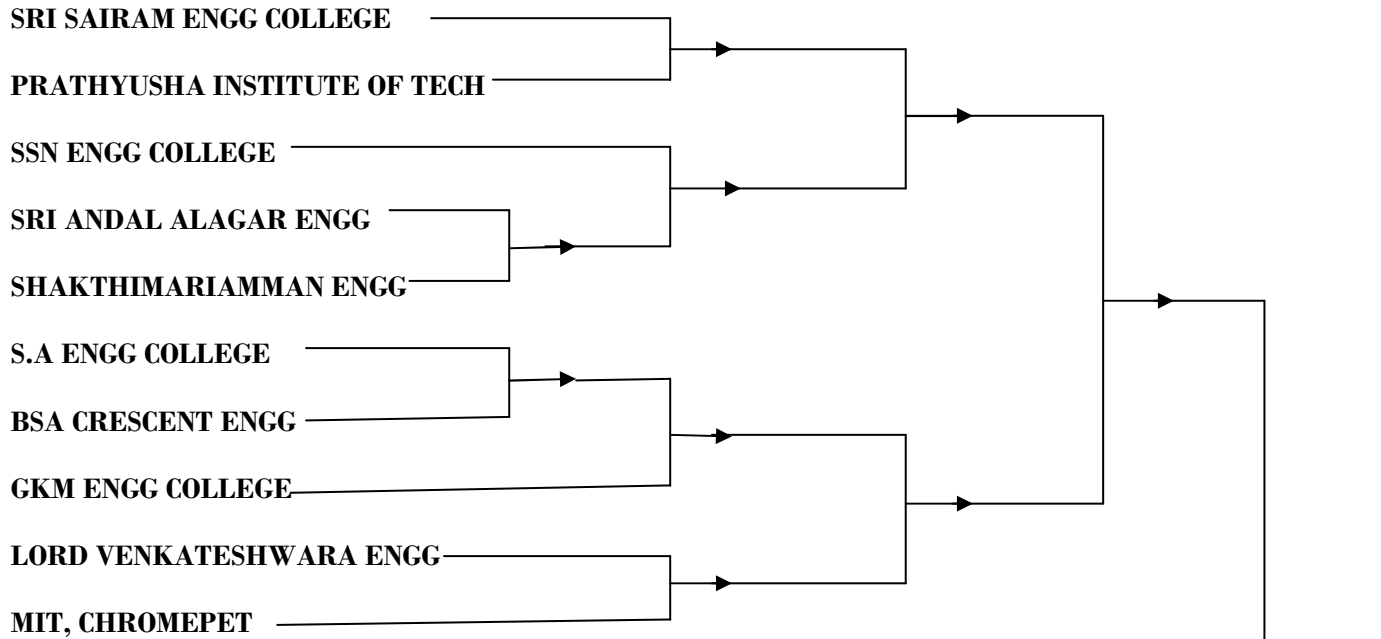 SRI SAIRAM ENGG COLLEGE
PRATHYUSHA INSTITUTE OF TECH
SSN ENGG COLLEGE
SRI ANDAL ALAGAR ENGG
SHAKTHIMARIAMMAN ENGG
S.A ENGG COLLEGE
BSA CRESCENT ENGG
GKM ENGG COLLEGE
LORD VENKATESHWARA ENGG
MIT, CHROMEPET